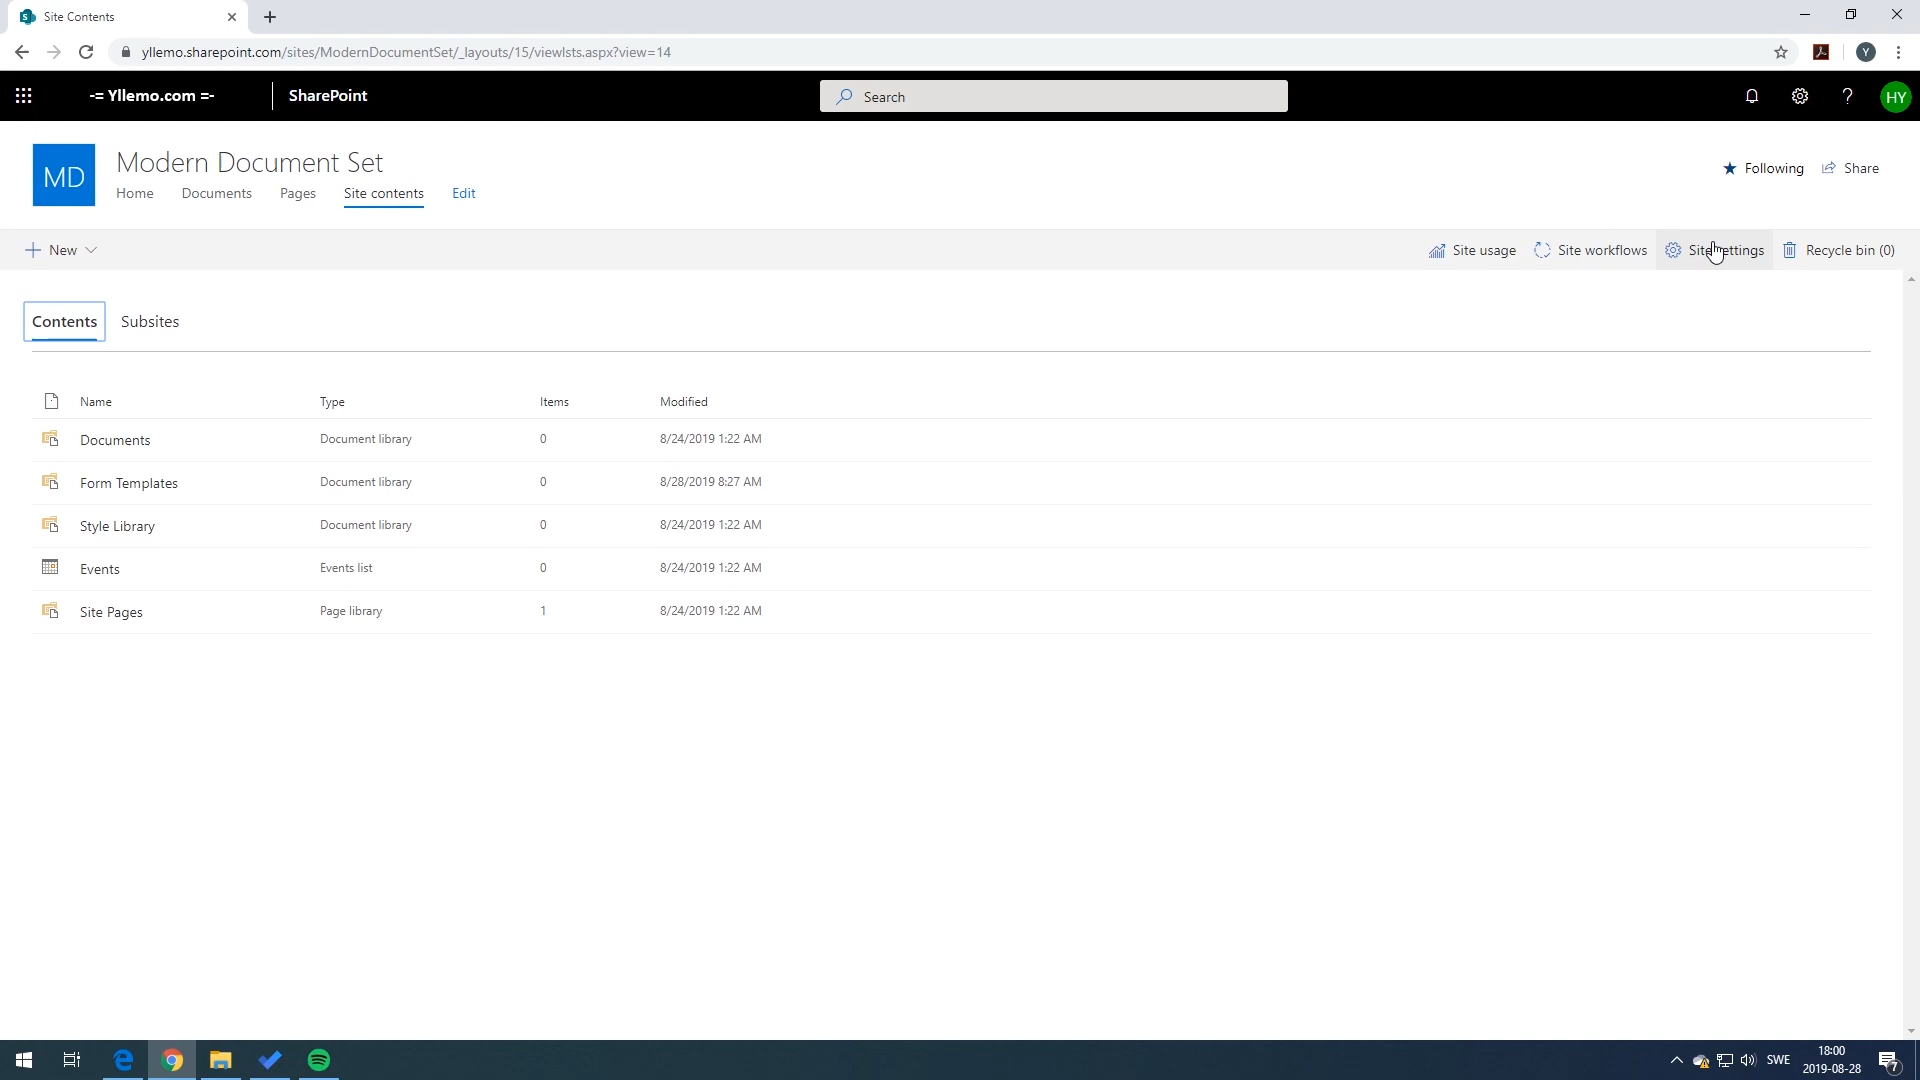 Site Contents
yllemo.sharepoint.com/sites/ModernDocumentSet/_layouts/15/viewlsts.aspx?view=14
Y
-= Yllemo.com =-
SharePoint
Search
HY
MD
Modern Document Set
Home Documents Pages Site contents Edit
Following Share
New
Site usage Site workflows Site settings Recycle bin (0)
Contents Subsites
Name Type Items Modified
Documents Document library 0 8/24/2019 1:22 AM
Form Templates Document library 0 8/28/2019 8:27 AM
Style Library Document library 0 8/24/2019 1:22 AM
Events Events list 0 8/24/2019 1:22 AM
Site Pages Page library 1 8/24/2019 1:22 AM
SWE
18:00
2019-08-28
7